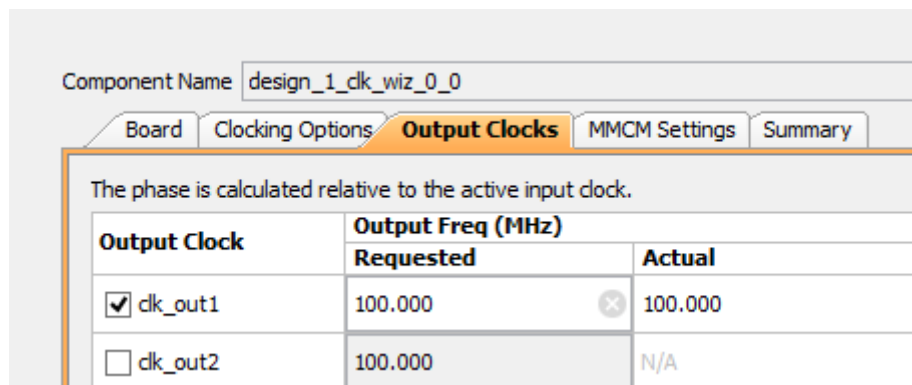 Component Name design_1_clk_wiz_0_0
Board Clocking Options Output Clocks MMCM Settings Summary
The phase is calculated relative to the active input clock.
Output Clock Output Freq (MHz)
Requested Actual
clk_out1 100.000 100.000
clk_out2 100.000 N/A